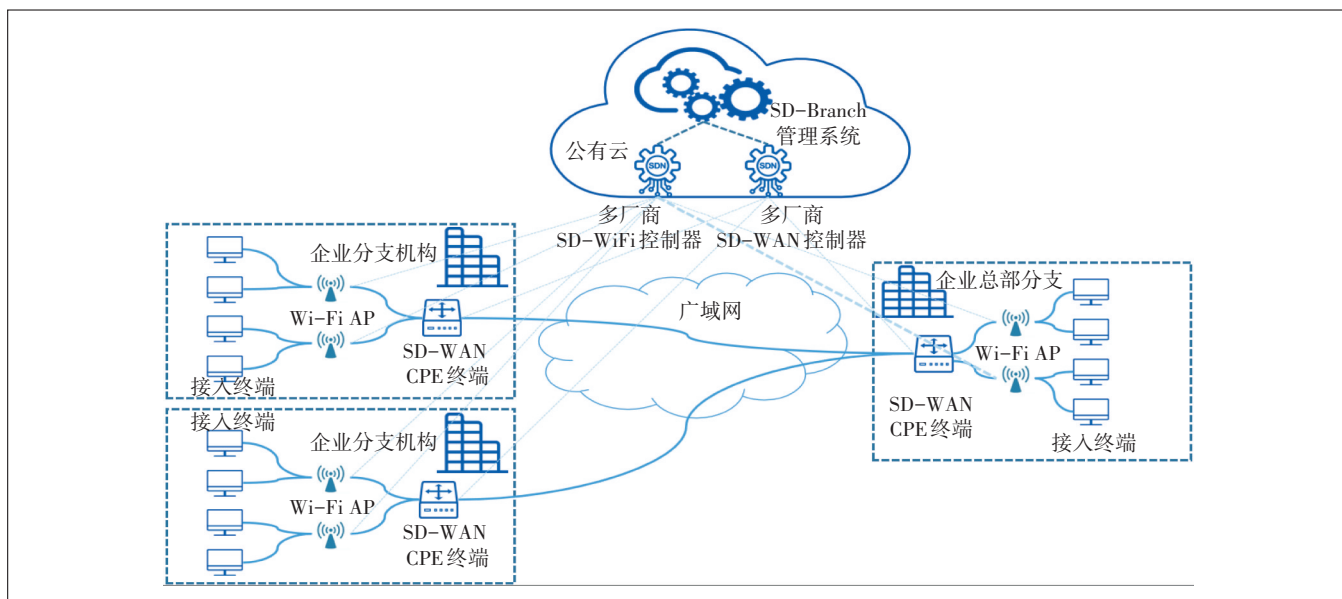 SD-Branch
管理系统
公有云
SDN
SDN
多厂商
SD-WiFi控制器
多厂商
SD-WAN控制器
企业分支机构
Wi-Fi AP
SD-WAN
CPE终端
接入终端
广域网
企业总部分支
Wi-Fi AP
SD-WAN
CPE终端
接入终端
接入终端
企业分支机构
Wi-Fi AP
SD-WAN
CPE终端